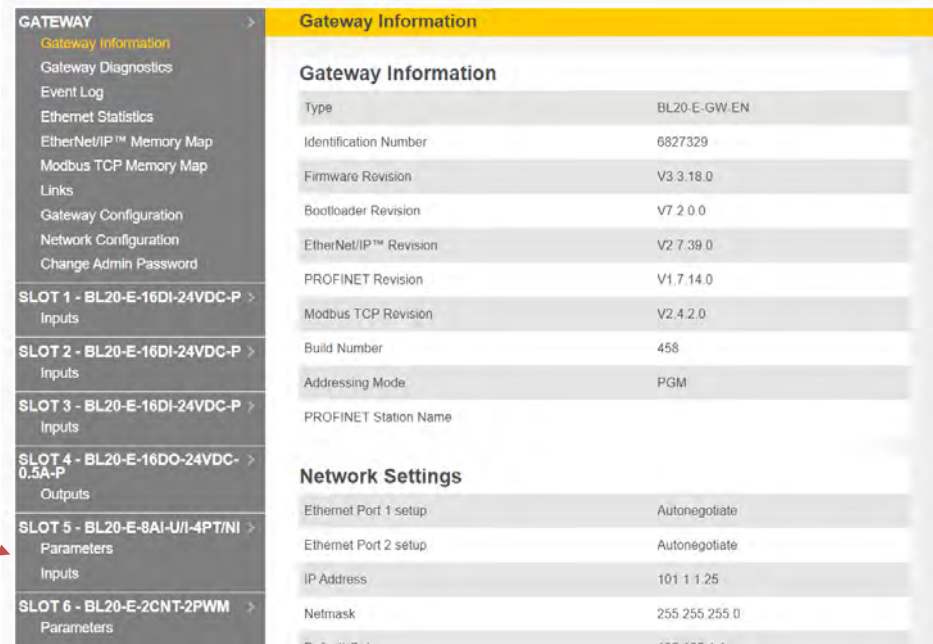 GATEWAY
Gateway Information
Gateway Diagnostics
Event Log
Ethernet Statistics
EtherNet/IP™ Memory Map
Modbus TCP Memory Map
Links
Gateway Configuration
Network Configuration
Change Admin Password
SLOT 1 - BL20-E-16DI-24VDC-P
Inputs
SLOT 2 - BL20-E-16DI-24VDC-P
Inputs
SLOT 3 - BL20-E-16DI-24VDC-P
Inputs
SLOT 4 - BL20-E-16DO-24VDC-
0.5A-P
Outputs
SLOT 5 - BL20-E-8AI-U/I-4PT/NI
Parameters
Inputs
SLOT 6 - BL20-E-2CNT-2PWM
Parameters
Gateway Information
Gateway Information
Type BL20-E-GW-EN
Identification Number 6827329
Firmware Revision V3.3.18.0
Bootloader Revision V7.2.0.0
EtherNet/IP™ Revision V2.7.39.0
PROFINET Revision V1.7.14.0
Modbus TCP Revision V2.4.2.0
Build Number 458
Addressing Mode PGM
PROFINET Station Name
Network Settings
Ethernet Port 1 setup Autonegotiate
Ethernet Port 2 setup Autonegotiate
IP Address 101.1.1.25
Netmask 255.255.255.0